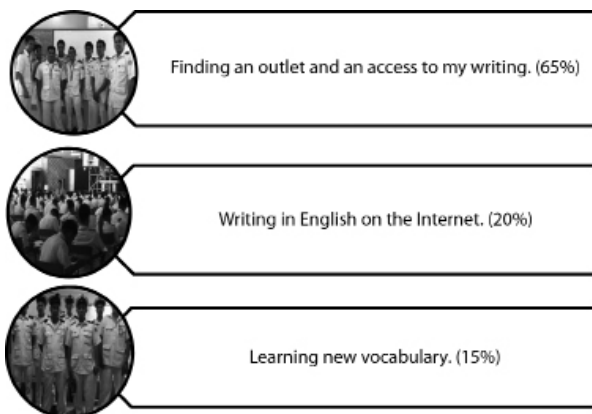 Finding an outlet and an access to my writing. (65%)
Writing in English on the Internet. (20%)
Learning new vocabulary. (15%)